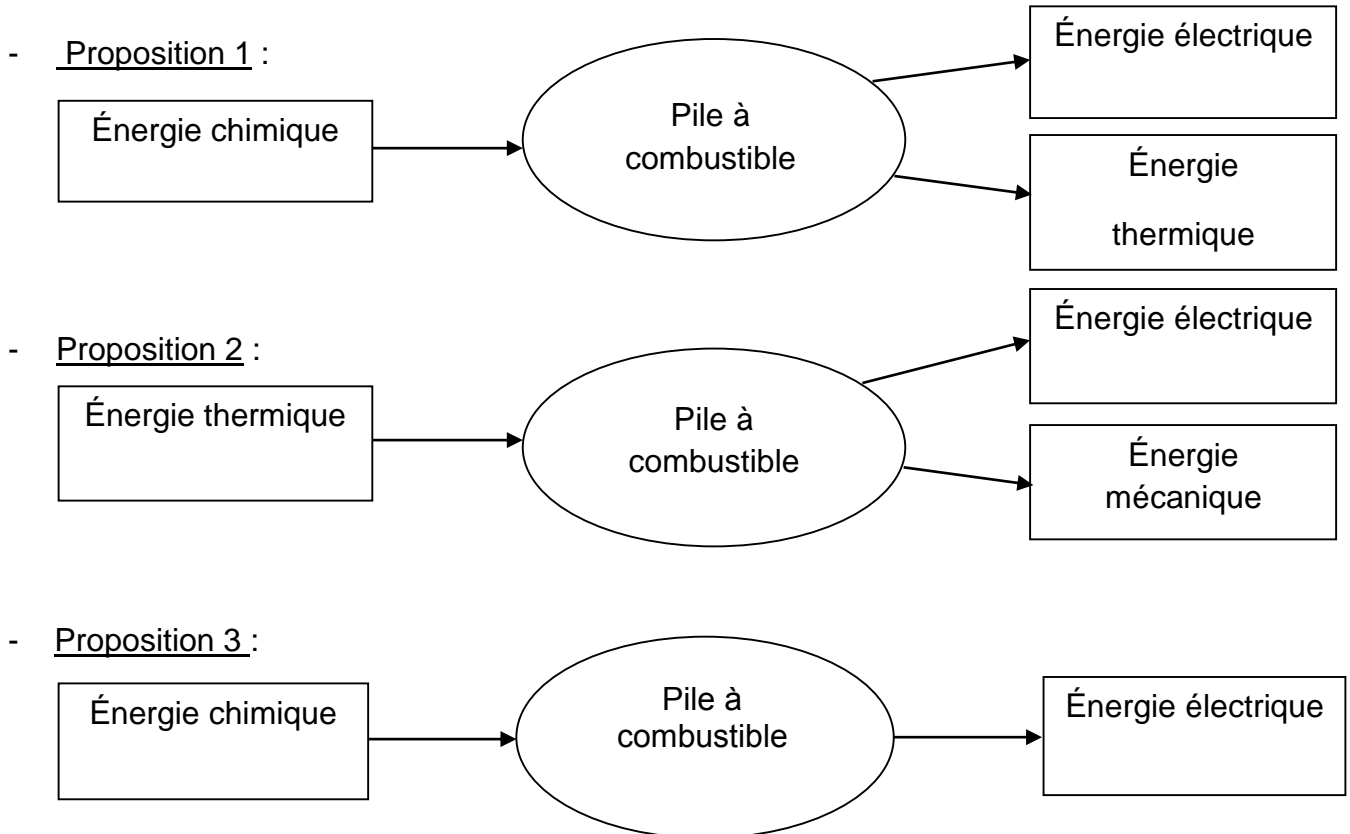 - Proposition 1 :
Énergie chimique
Pile à
combustible
Énergie électrique
Énergie
thermique
- Proposition 2 :
Énergie thermique
Pile à
combustible
Énergie électrique
Énergie
mécanique
- Proposition 3 :
Énergie chimique
Pile à
combustible
Énergie électrique